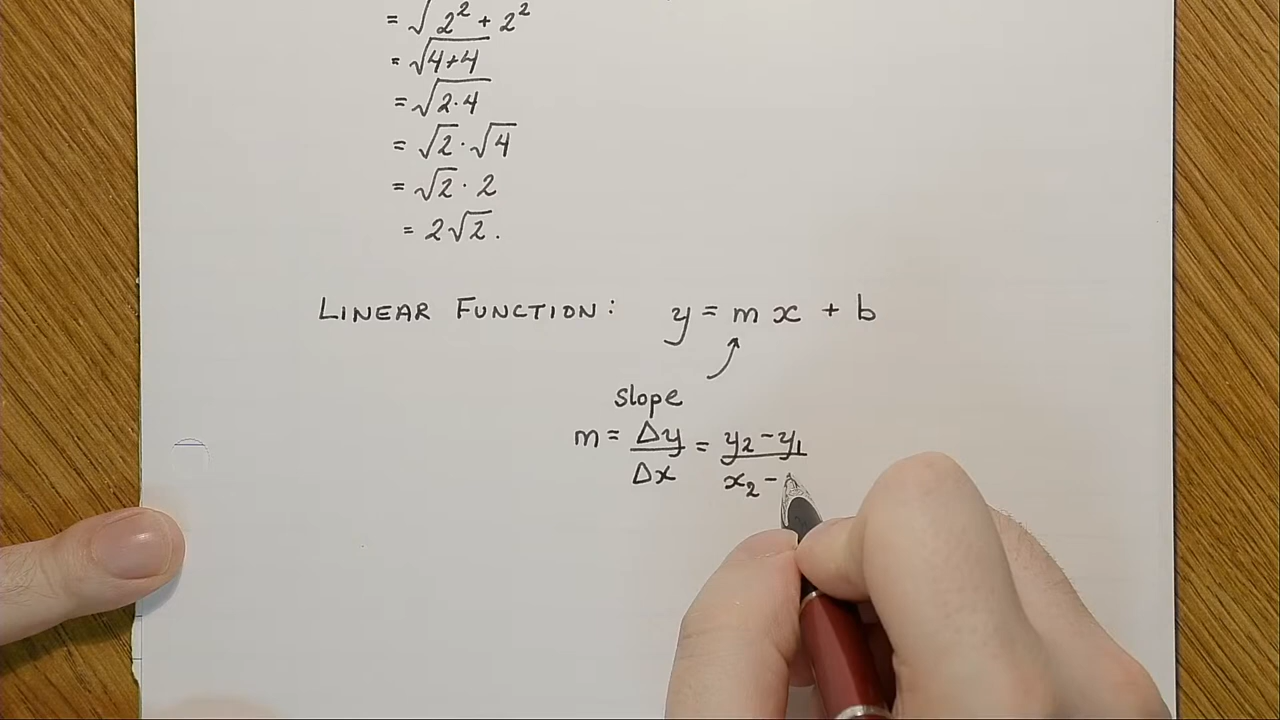 = √2² + 2²
= √4+4
= √2·4
= √2 · √4
= √2 · 2
= 2√2.
LINEAR FUNCTION: y = mx + b
slope
m = Δy/Δx = y₂-y₁/x₂-